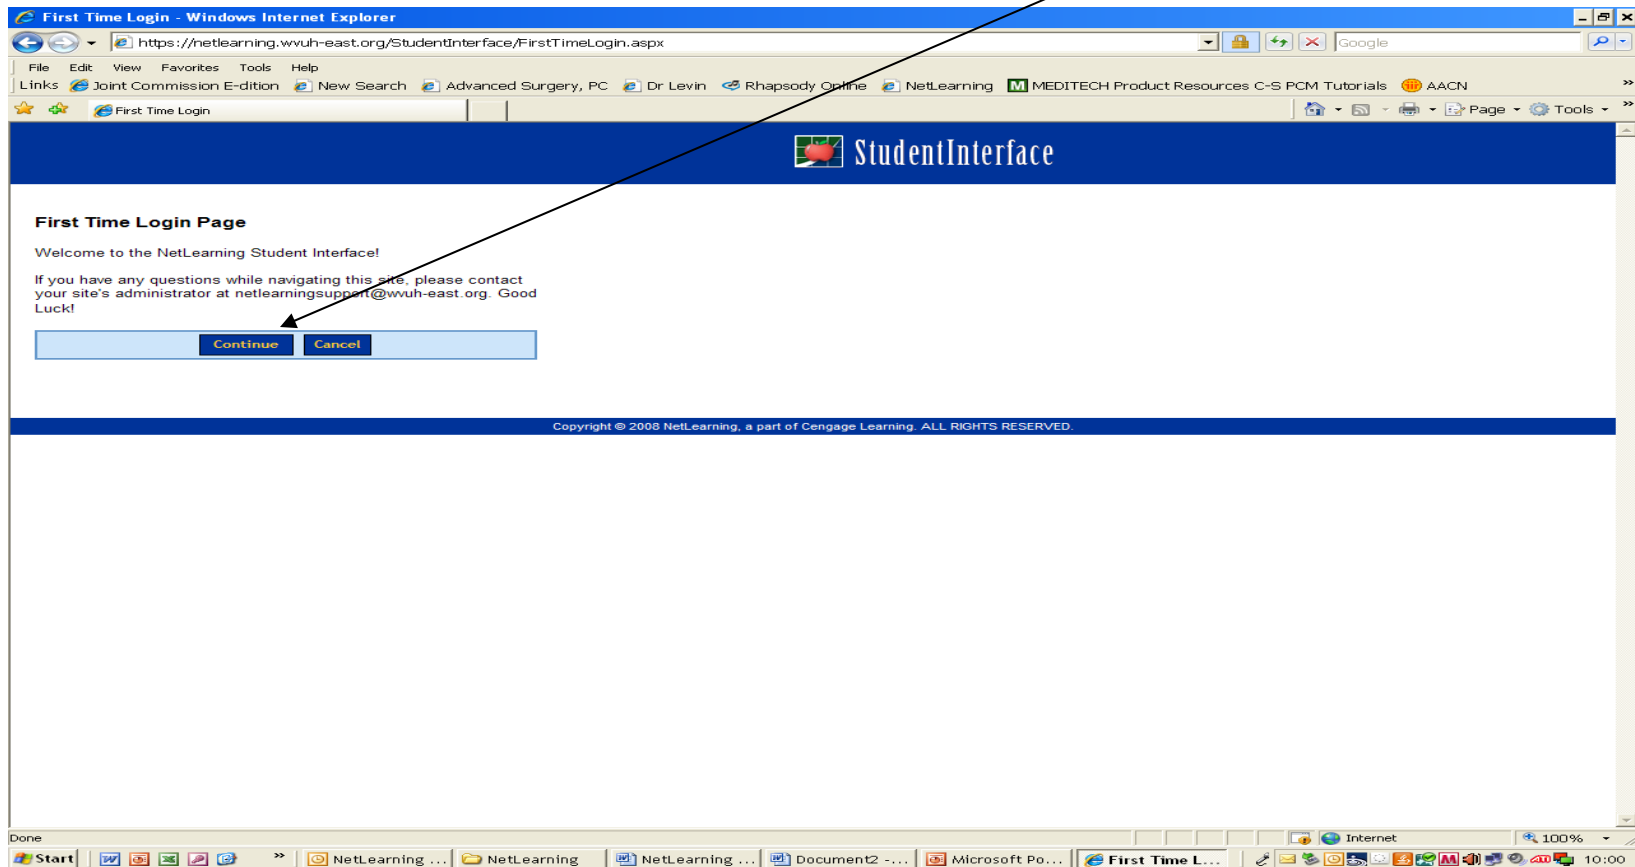 First Time Login - Windows Internet Explorer
https://netlearning.wvuh-east.org/StudentInterface/FirstTimeLogin.aspx
Google
File Edit View Favorites Tools Help
Links Joint Commission E-dition New Search Advanced Surgery, PC Dr Levin Rhapsody Online NetLearning M MEDITECH Product Resources C-S PCM Tutorials AACN »
First Time Login
Page Tools »
StudentInterface
First Time Login Page
Welcome to the NetLearning Student Interface!
If you have any questions while navigating this site, please contact
your site's administrator at netlearningsupport@wvuh-east.org. Good
Luck!
Continue Cancel
Copyright © 2008 NetLearning, a part of Cengage Learning. ALL RIGHTS RESERVED.
Done
Internet
100%
Start » NetLearning ... NetLearning NetLearning ... Document2 -... Microsoft Po... First Time L... 10:00